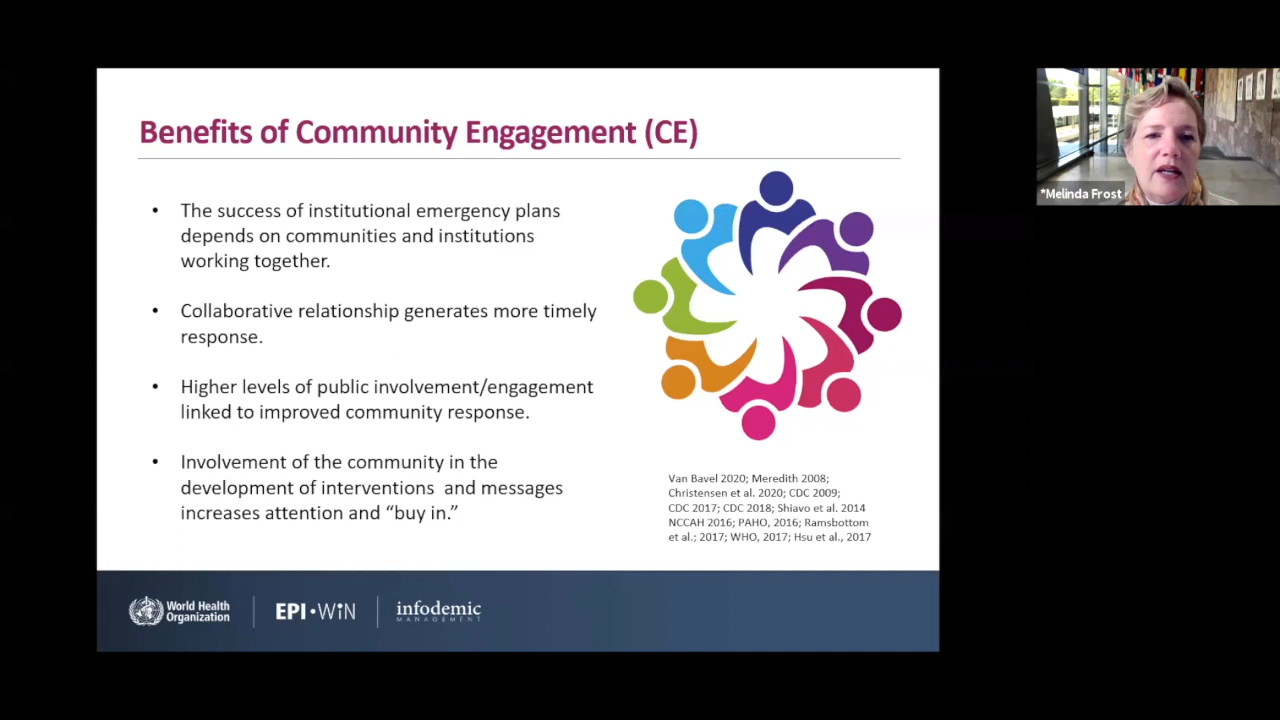 Benefits of Community Engagement (CE)
• The success of institutional emergency plans
depends on communities and institutions
working together.
• Collaborative relationship generates more timely
response.
• Higher levels of public involvement/engagement
linked to improved community response.
• Involvement of the community in the
development of interventions and messages
increases attention and “buy in.”
Van Bavel 2020; Meredith 2008;
Christensen et al. 2020; CDC 2009;
CDC 2017; CDC 2018; Shiavo et al. 2014
NCCAH 2016; PAHO, 2016; Ramsbottom
et al.; 2017; WHO, 2017; Hsu et al., 2017
World Health
Organization
EPI•WiN
infodemic
MANAGEMENT
*Melinda Frost